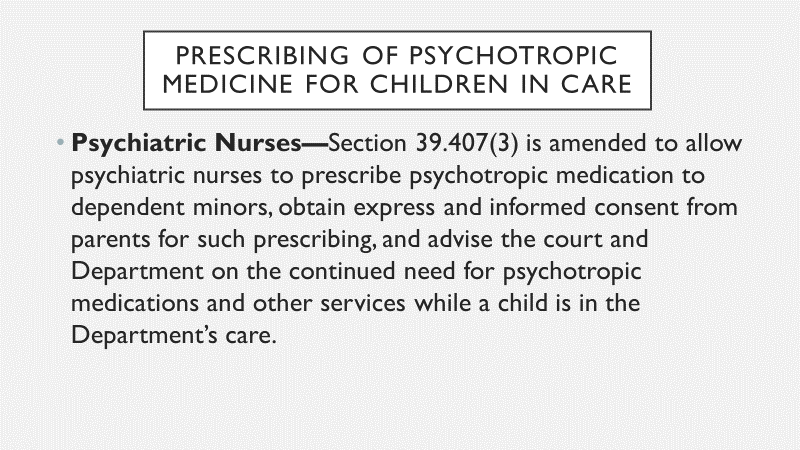 PRESCRIBING OF PSYCHOTROPIC
MEDICINE FOR CHILDREN IN CARE
• Psychiatric Nurses—Section 39.407(3) is amended to allow
psychiatric nurses to prescribe psychotropic medication to
dependent minors, obtain express and informed consent from
parents for such prescribing, and advise the court and
Department on the continued need for psychotropic
medications and other services while a child is in the
Department’s care.